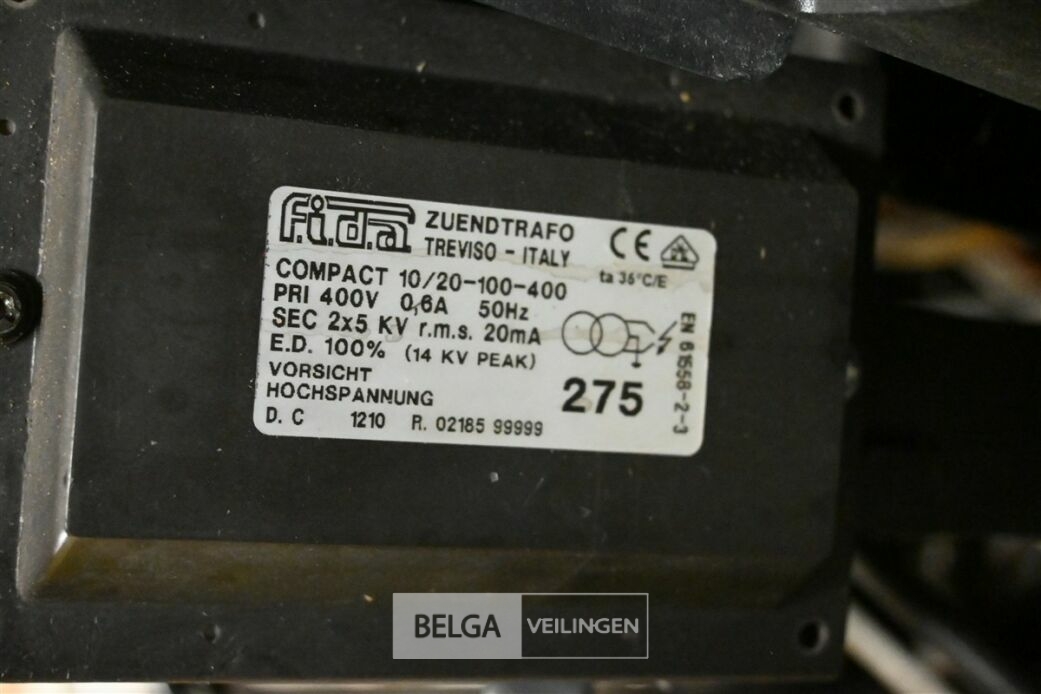 f.i.d.a ZUENDTRAFO
TREVISO - ITALY
CE
ta 36°C/E
COMPACT 10/20-100-400
PRI 400V 0,6A 50Hz
SEC 2x5 KV r.m.s. 20mA
E.D. 100% (14 KV PEAK)
VORSICHT
HOCHSPANNUNG
275
EN 61558-2-3
D. C 1210 R. 02185 99999
BELGA VEILINGEN